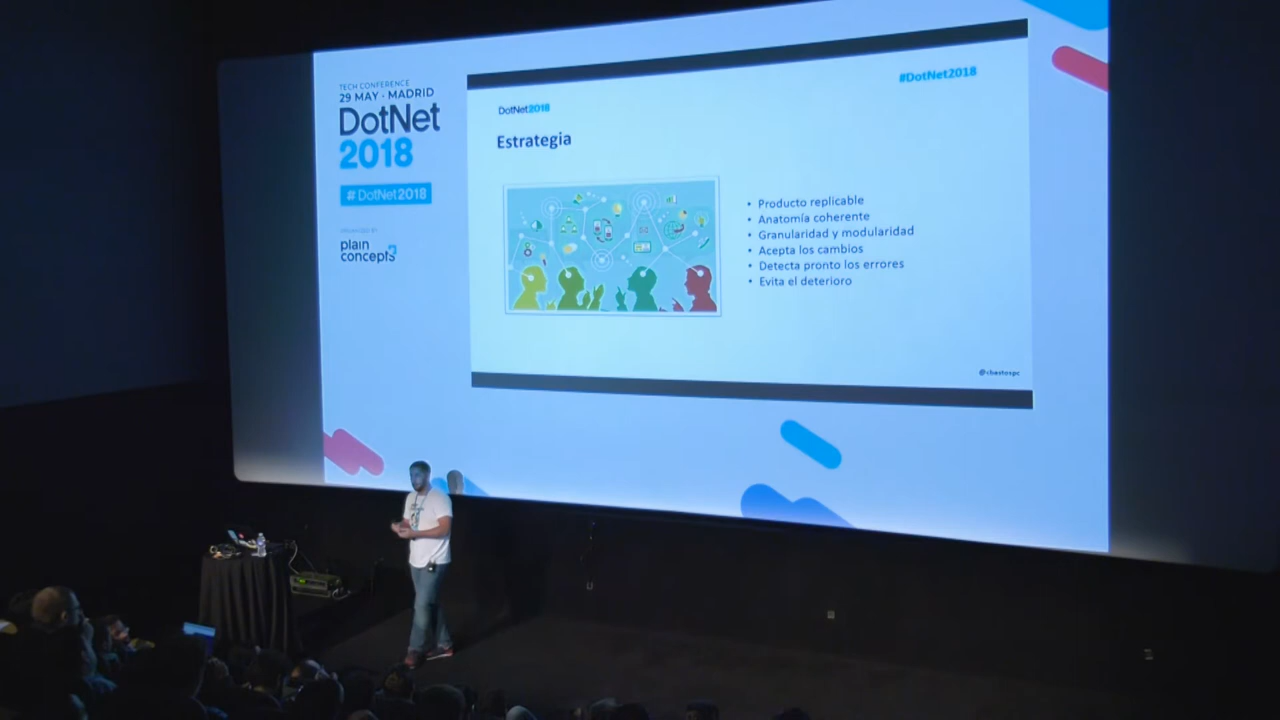 TECH CONFERENCE
29 MAY - MADRID
DotNet
2018
#DotNet2018
plain
concepts
#DotNet2018
DotNet2018
Estrategia
• Producto replicable
• Anatomía coherente
• Granularidad y modularidad
• Acepta los cambios
• Detecta pronto los errores
• Evita el deterioro
@cbastospc